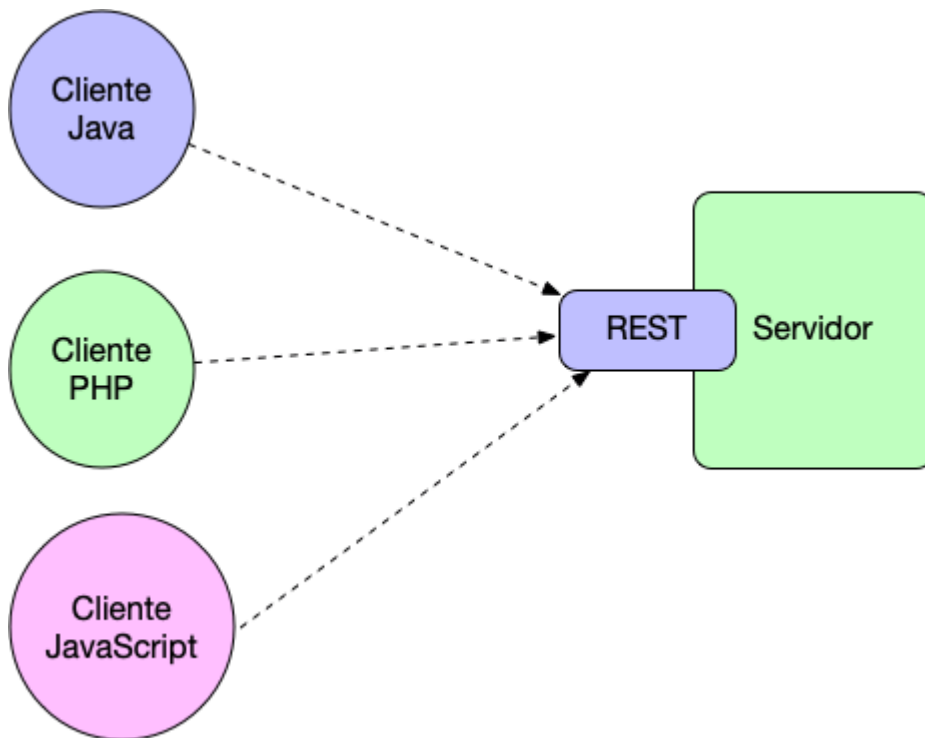 Cliente
Java
REST
Servidor
Cliente
PHP
Cliente
JavaScript